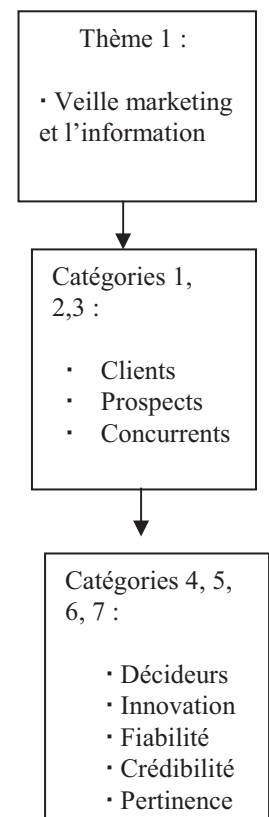 Thème 1 :
· Veille marketing
et l’information
Catégories 1,
2,3 :
· Clients
· Prospects
· Concurrents
Catégories 4, 5,
6, 7 :
· Décideurs
· Innovation
· Fiabilité
· Crédibilité
· Pertinence